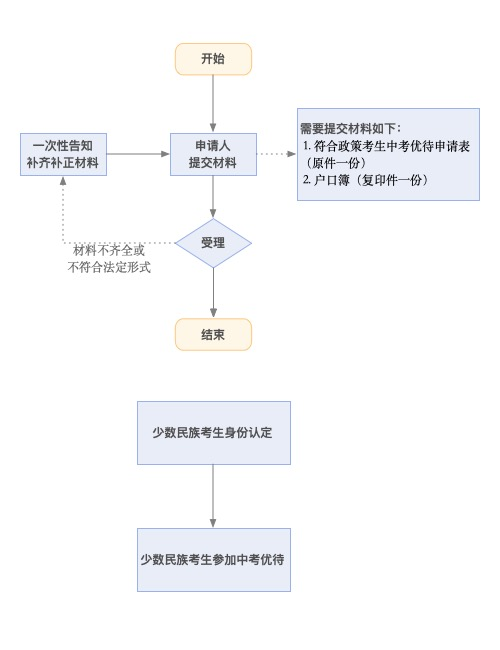 开始
一次性告知
补齐补正材料
申请人
提交材料
需要提交材料如下：
1. 符合政策考生中考优待申请表
（原件一份）
2. 户口簿（复印件一份）
受理
材料不齐全或
不符合法定形式
结束
少数民族考生身份认定
少数民族考生参加中考优待